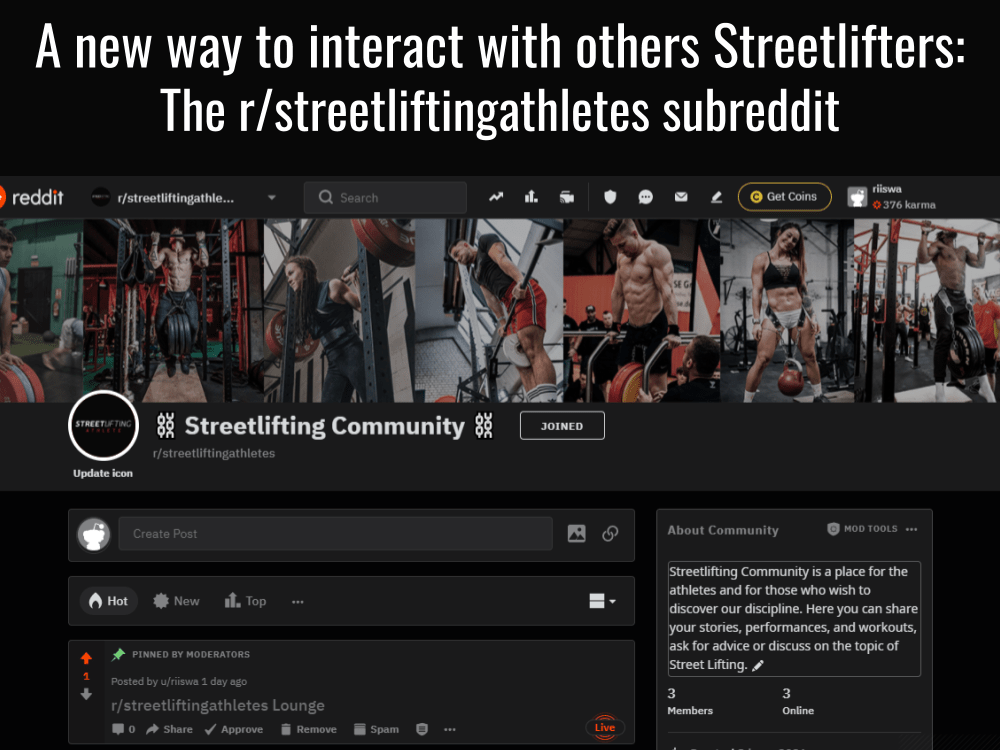 A new way to interact with others Streetlifters:
The r/streetliftingathletes subreddit
reddit
r/streetliftingathle...
Search
Get Coins
riiswa
376 karma
STREETLIFTING
ATHLETE
Streetlifting Community
JOINED
r/streetliftingathletes
Update icon
Create Post
Hot
New
Top
PINNED BY MODERATORS
1
Posted by u/riiswa 1 day ago
r/streetliftingathletes Lounge
0 Share Approve Remove Spam
Live
About Community
MOD TOOLS
Streetlifting Community is a place for the
athletes and for those who wish to
discover our discipline. Here you can share
your stories, performances, and workouts,
ask for advice or discuss on the topic of
Street Lifting.
3 3
Members Online